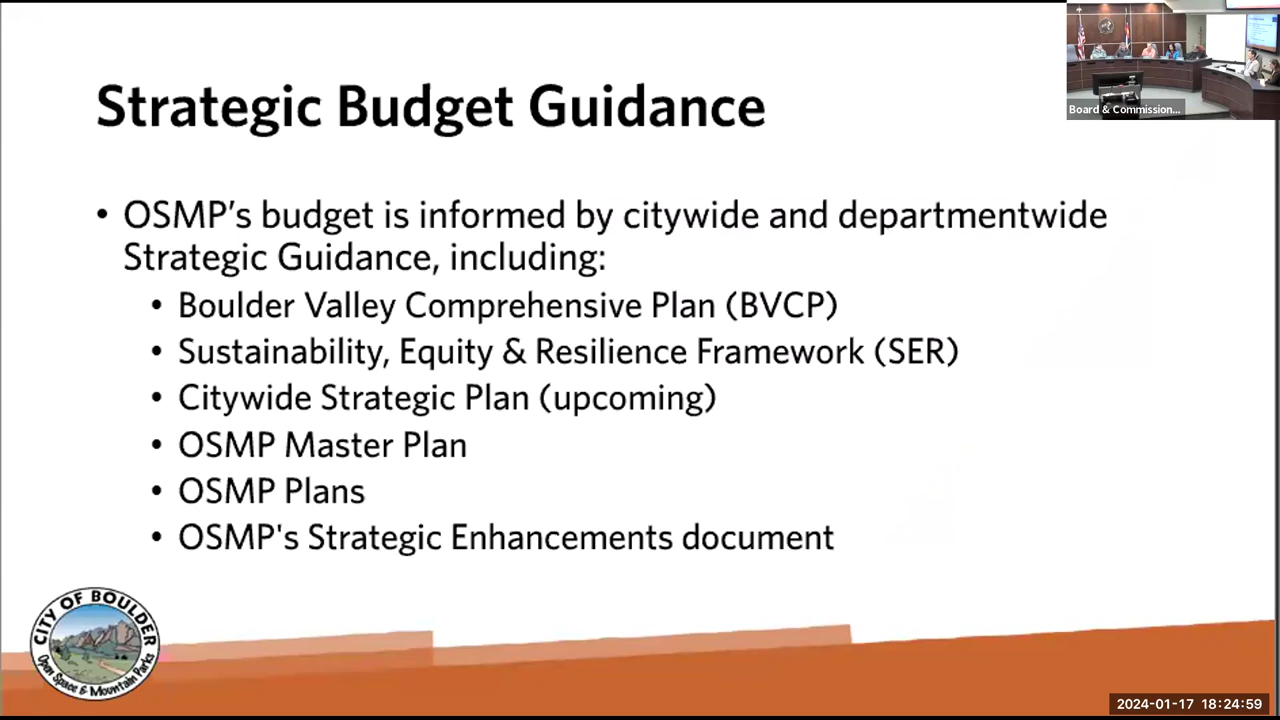 Strategic Budget Guidance
Board & Commission...
• OSMP's budget is informed by citywide and departmentwide
Strategic Guidance, including:
• Boulder Valley Comprehensive Plan (BVCP)
• Sustainability, Equity & Resilience Framework (SER)
• Citywide Strategic Plan (upcoming)
• OSMP Master Plan
• OSMP Plans
• OSMP's Strategic Enhancements document
CITY OF BOULDER
Open Space & Mountain Parks
2024-01-17 18:24:59